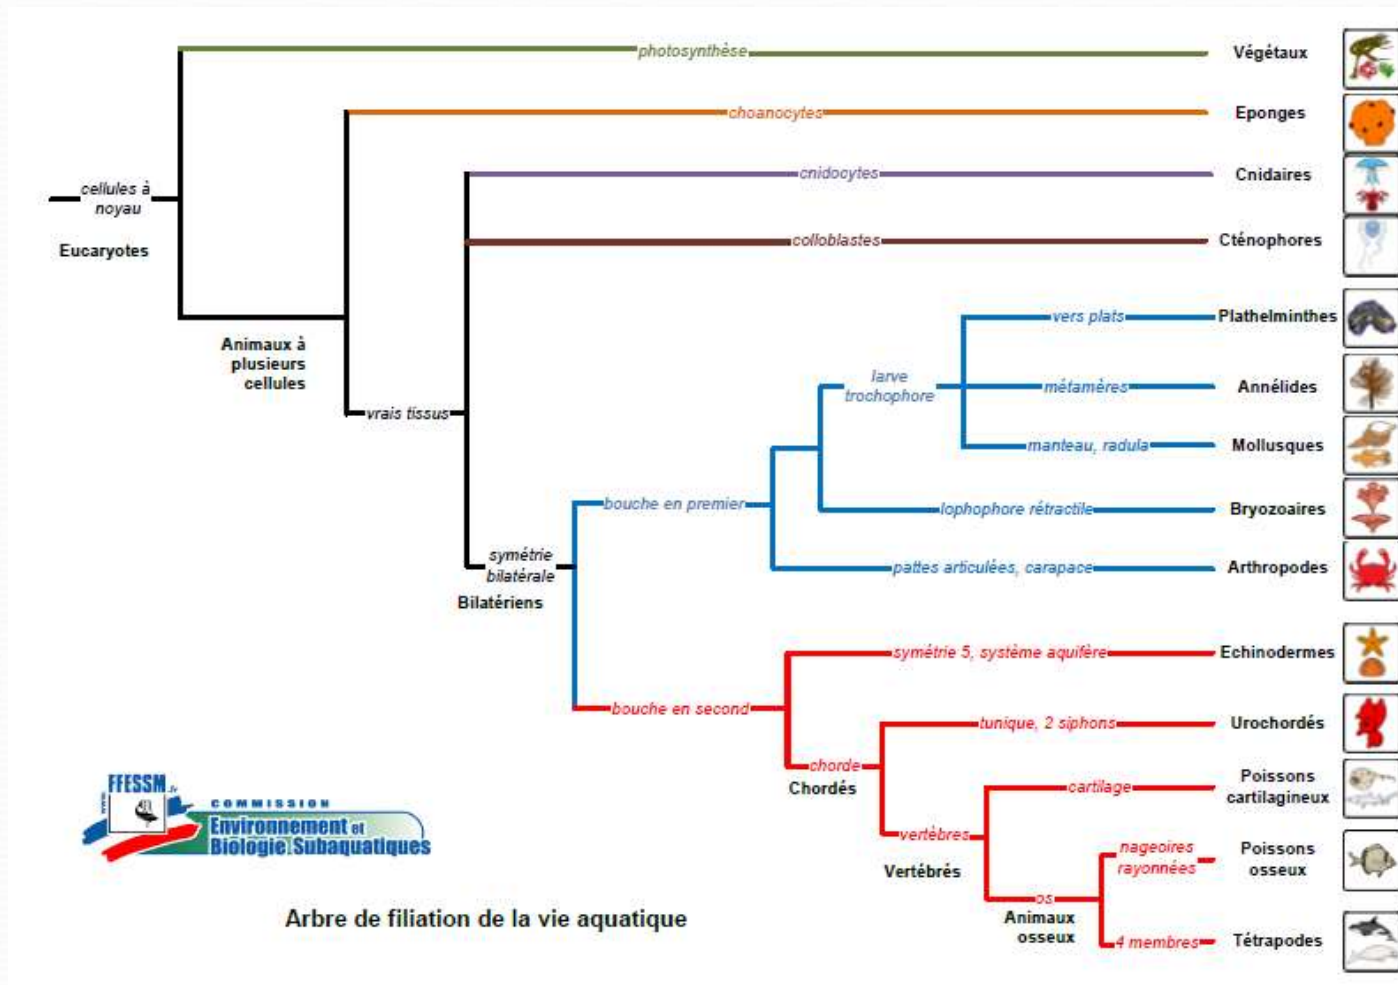 photosynthèse
Végétaux
choanocytes
Eponges
cnidocytes
Cnidaires
cellules à
noyau
Eucaryotes
colloblastes
Cténophores
vers plats
Plathelminthes
Animaux à
plusieurs
cellules
larve
trochophore
métamères
Annélides
vrais tissus
manteau, radula
Mollusques
bouche en premier
lophophore rétractile
Bryozoaires
symétrie
bilatérale
Bilatériens
pattes articulées, carapace
Arthropodes
symétrie 5, système aquifère
Echinodermes
bouche en second
tunique, 2 siphons
Urochordés
chorde
Chordés
cartilage
Poissons
cartilagineux
vertèbres
Vertébrés
nageoires
rayonnées
Poissons
osseux
os
Animaux
osseux
4 membres
Tétrapodes
FFESSM.fr
COMMISSION
Environnement et
Biologie Subaquatiques
Arbre de filiation de la vie aquatique